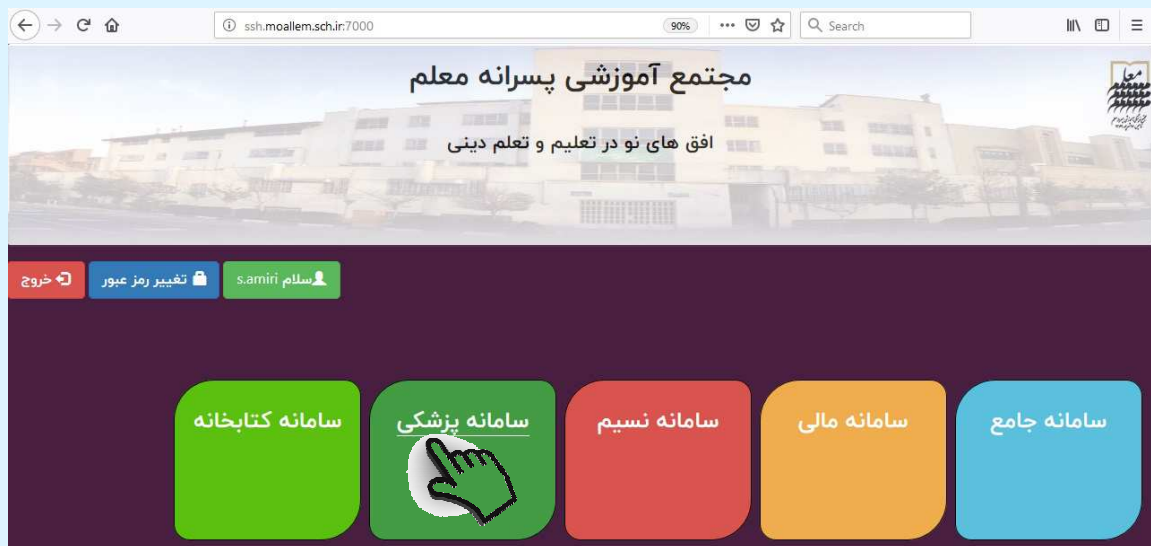 ssh.moallem.sch.ir:7000
90%
Search
مجتمع آموزشی پسرانه معلم
افق های نو در تعلیم و تعلم دینی
معلم
سلام s.amiri
تغییر رمز عبور
خروج
سامانه جامع
سامانه مالی
سامانه نسیم
سامانه پزشکی
سامانه کتابخانه